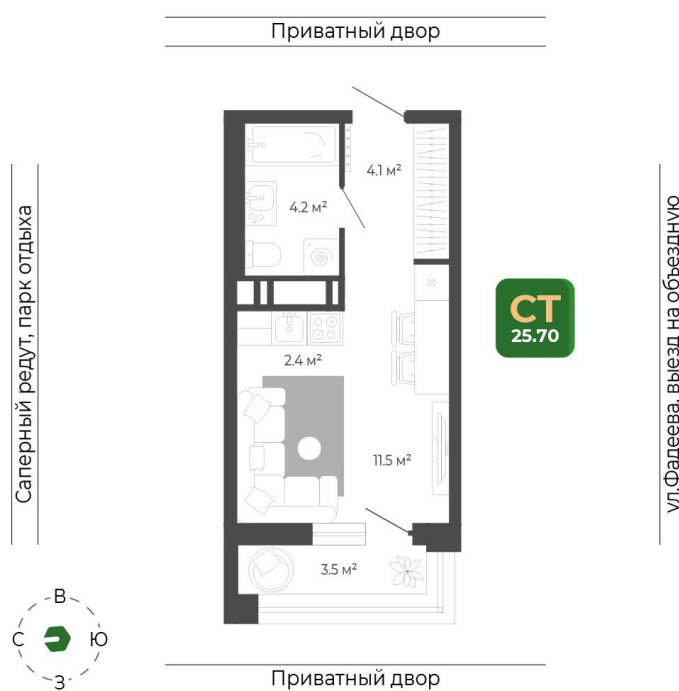 Приватный двор
4.1 м²
4.2 м²
Саперный редут, парк отдыха
ул.Фадеева, выезд на объездную
СТ
25.70
2.4 м²
11.5 м²
3.5 м²
В
С
Ю
З
Приватный двор